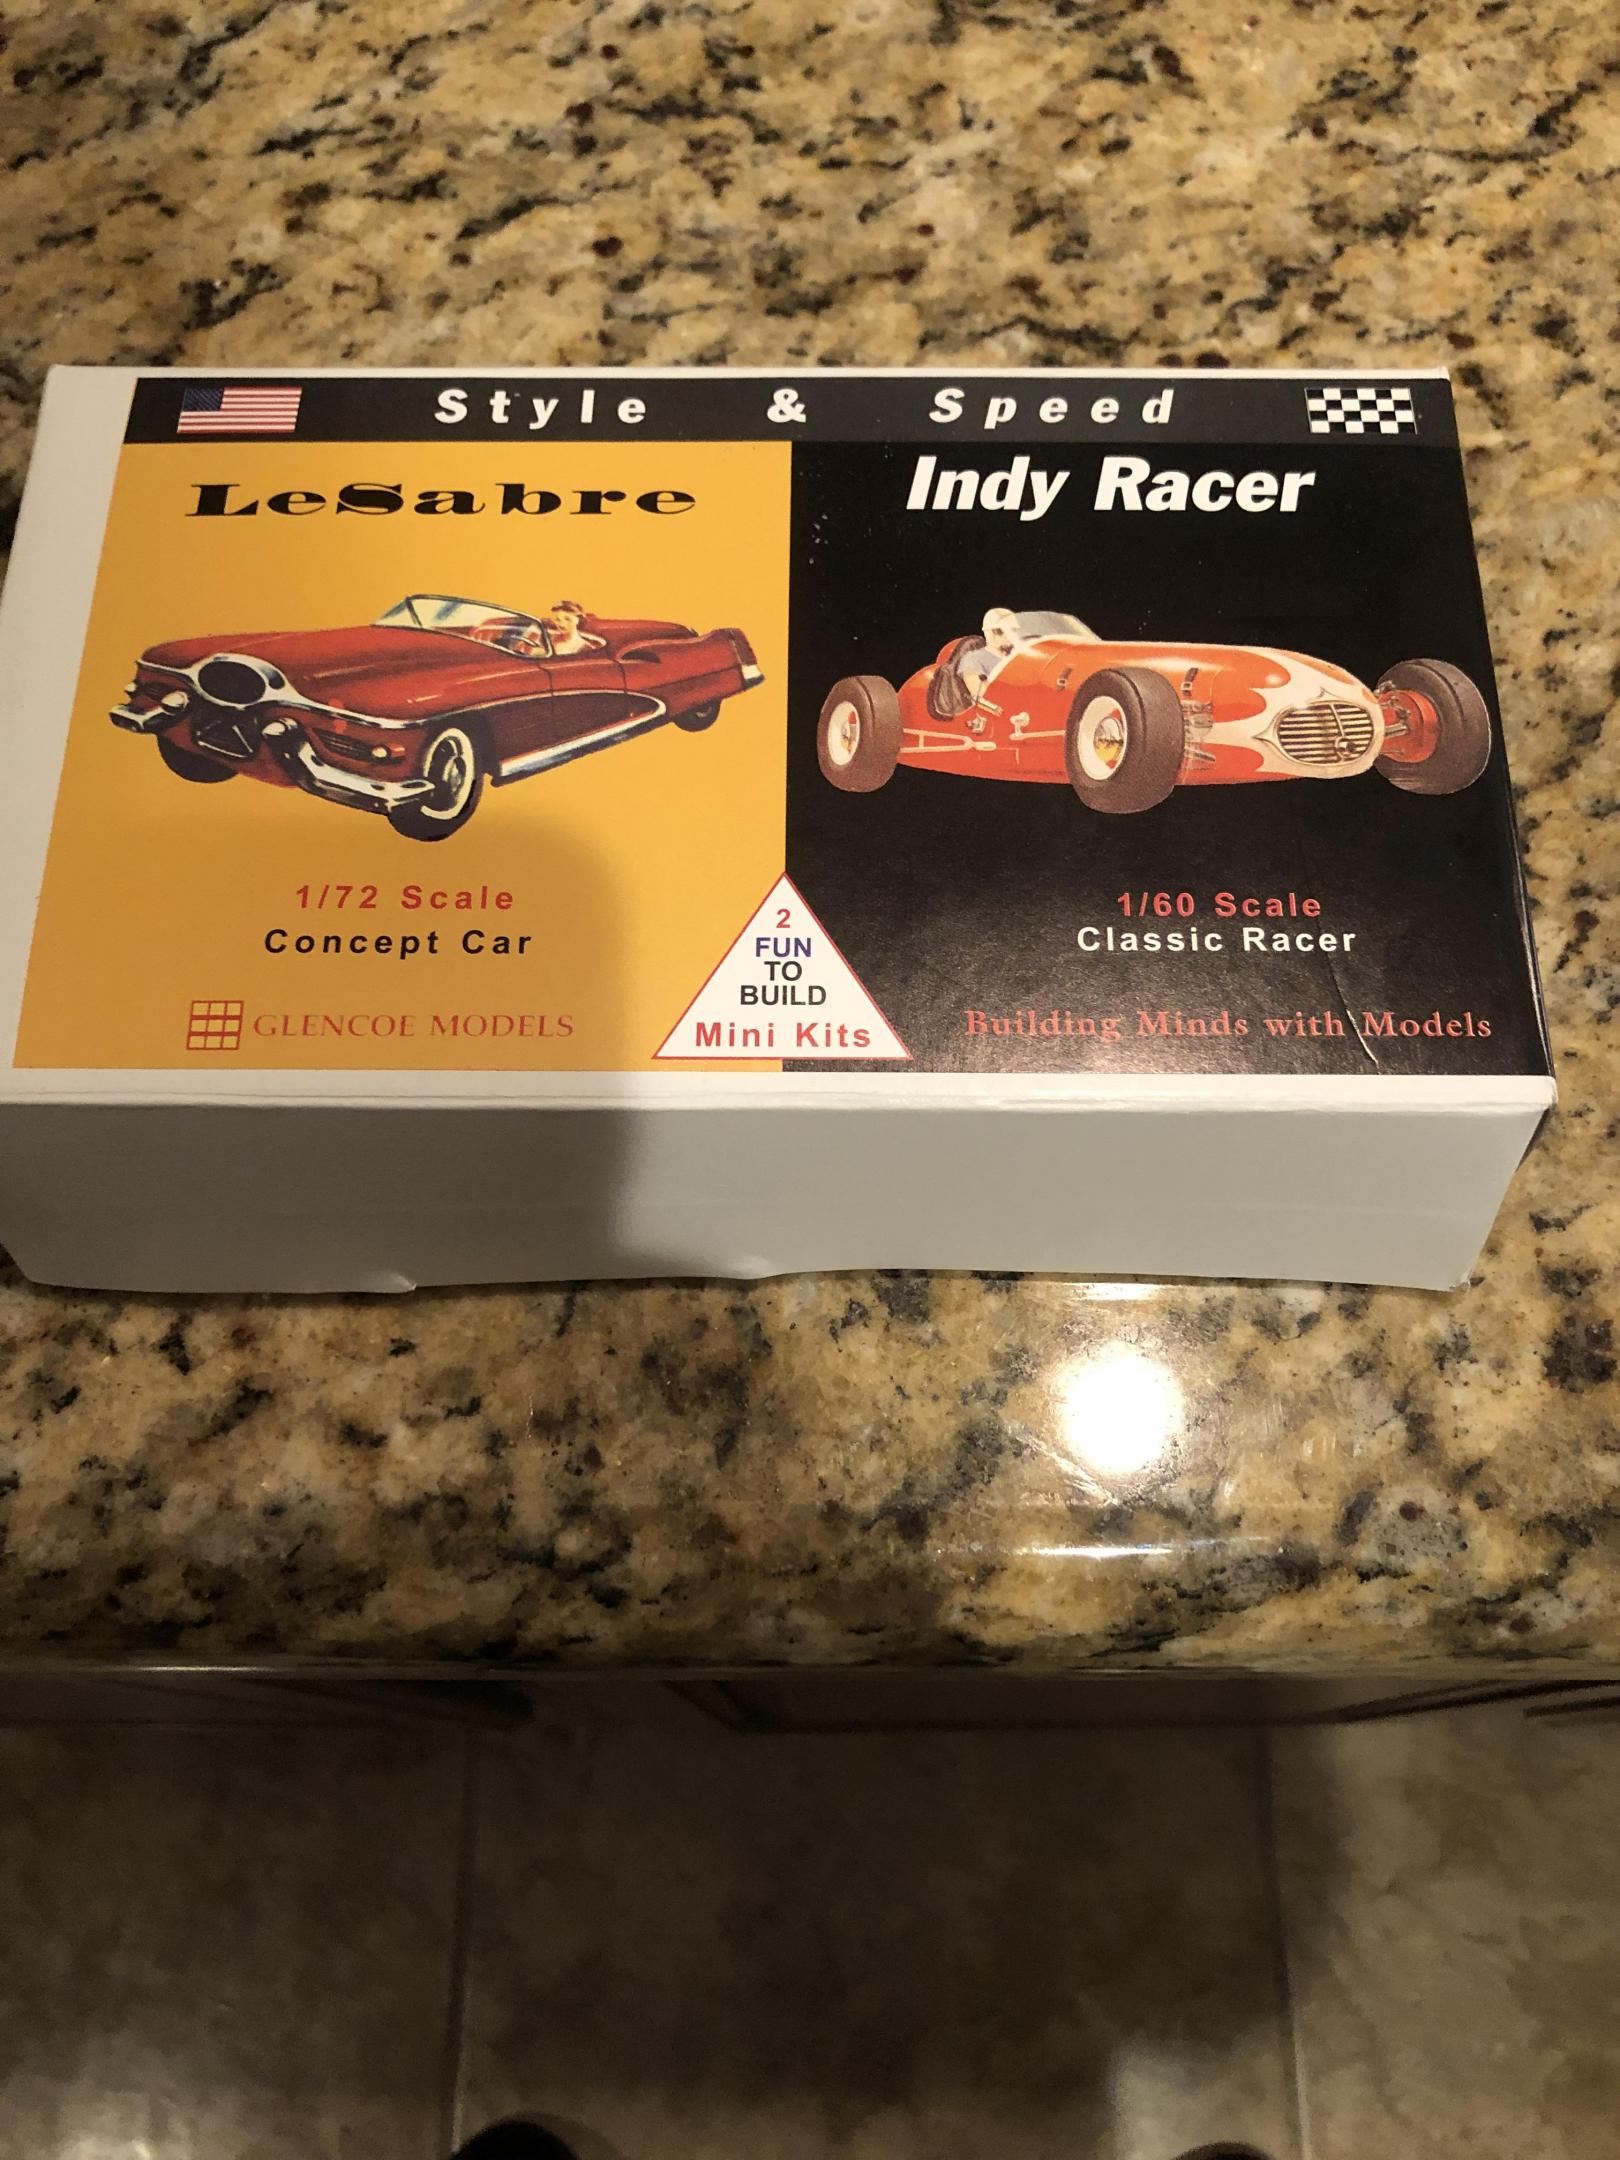 Style & Speed
LeSabre
Indy Racer
1/72 Scale
Concept Car
1/60 Scale
Classic Racer
2
FUN
TO
BUILD
Mini Kits
GLENCOE MODELS
Building Minds with Models